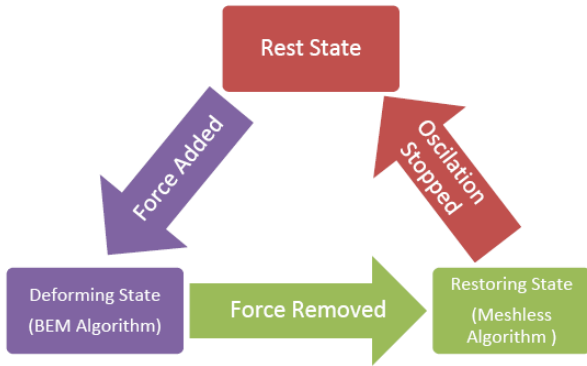 Rest State
Force Added
Oscilation
Stopped
Deforming State
(BEM Algorithm)
Force Removed
Restoring State
(Meshless
Algorithm )